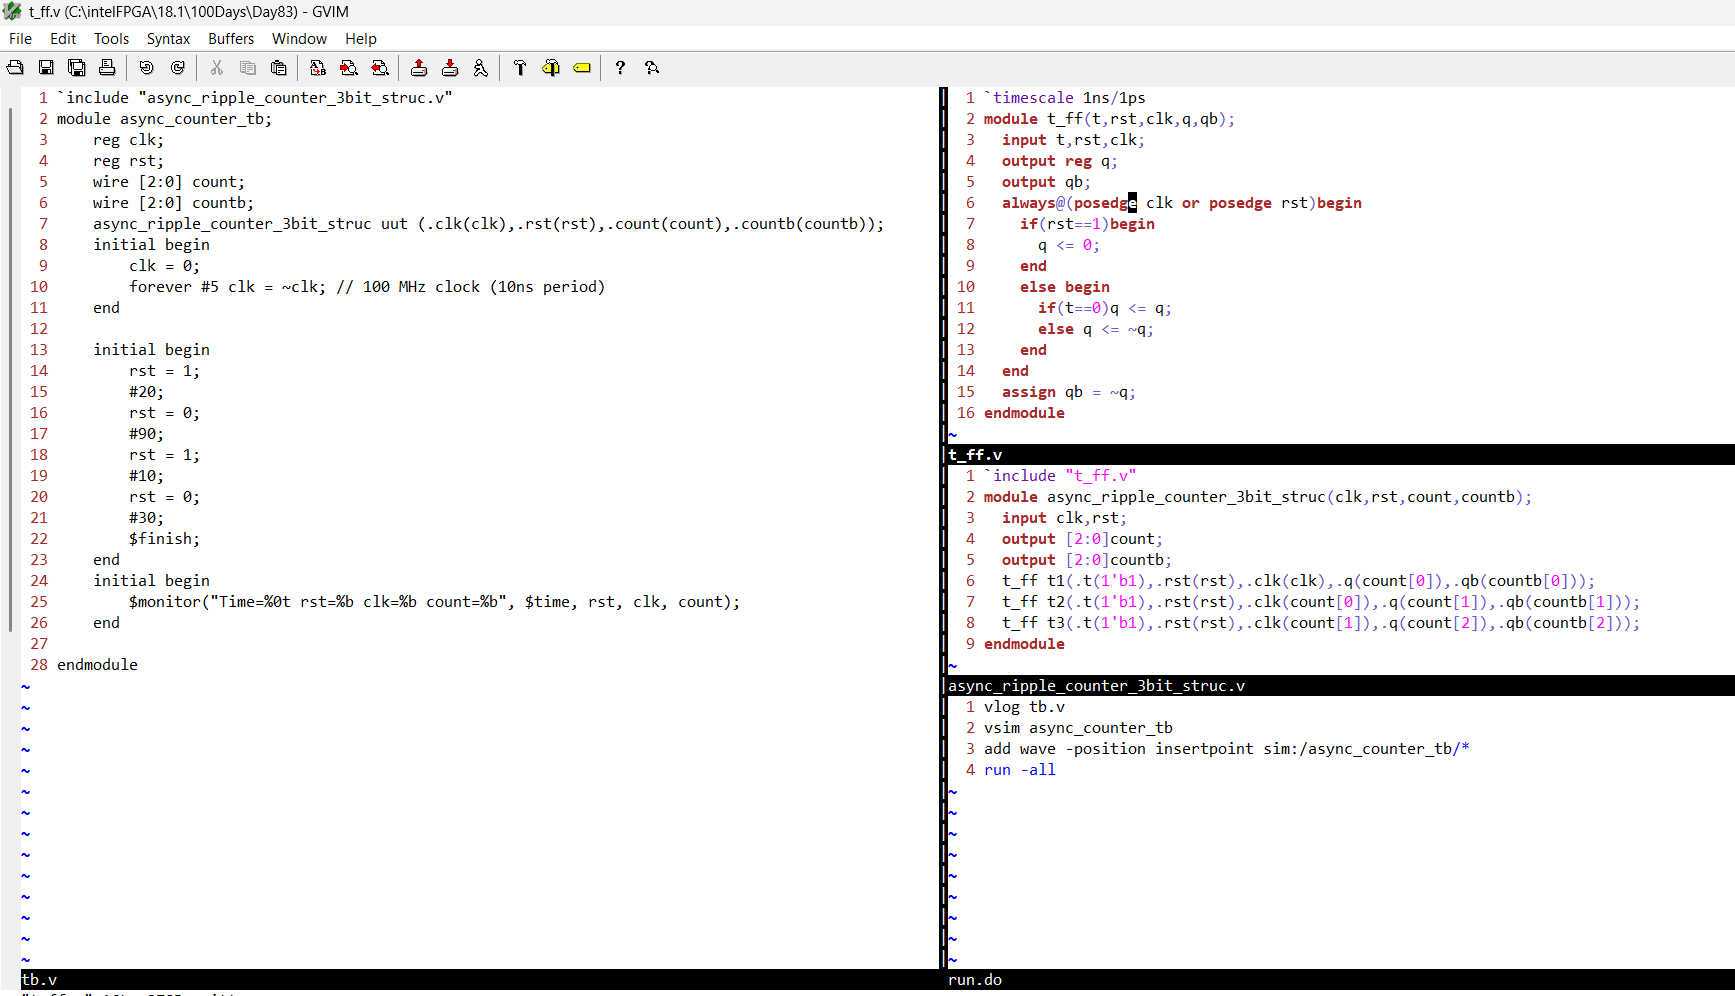 t_ff.v (C:\intelFPGA\18.1\100Days\Day83) - GVIM
File Edit Tools Syntax Buffers Window Help
1 `include "async_ripple_counter_3bit_struc.v"
2 module async_counter_tb;
3     reg clk;
4     reg rst;
5     wire [2:0] count;
6     wire [2:0] countb;
7     async_ripple_counter_3bit_struc uut (.clk(clk),.rst(rst),.count(count),.countb(countb));
8     initial begin
9         clk = 0;
10         forever #5 clk = ~clk; // 100 MHz clock (10ns period)
11     end
12
13     initial begin
14         rst = 1;
15         #20;
16         rst = 0;
17         #90;
18         rst = 1;
19         #10;
20         rst = 0;
21         #30;
22         $finish;
23     end
24     initial begin
25         $monitor("Time=%0t rst=%b clk=%b count=%b", $time, rst, clk, count);
26     end
27
28 endmodule
~
~
~
~
~
~
~
~
~
~
~
~
~
~
tb.v
1 `timescale 1ns/1ps
2 module t_ff(t,rst,clk,q,qb);
3   input t,rst,clk;
4   output reg q;
5   output qb;
6   always@(posedge clk or posedge rst)begin
7     if(rst==1)begin
8       q <= 0;
9     end
10     else begin
11       if(t==0)q <= q;
12       else q <= ~q;
13     end
14   end
15   assign qb = ~q;
16 endmodule
~
t_ff.v
1 `include "t_ff.v"
2 module async_ripple_counter_3bit_struc(clk,rst,count,countb);
3   input clk,rst;
4   output [2:0]count;
5   output [2:0]countb;
6   t_ff t1(.t(1'b1),.rst(rst),.clk(clk),.q(count[0]),.qb(countb[0]));
7   t_ff t2(.t(1'b1),.rst(rst),.clk(count[0]),.q(count[1]),.qb(countb[1]));
8   t_ff t3(.t(1'b1),.rst(rst),.clk(count[1]),.q(count[2]),.qb(countb[2]));
9 endmodule
~
async_ripple_counter_3bit_struc.v
1 vlog tb.v
2 vsim async_counter_tb
3 add wave -position insertpoint sim:/async_counter_tb/*
4 run -all
~
~
~
~
~
~
~
~
~
run.do